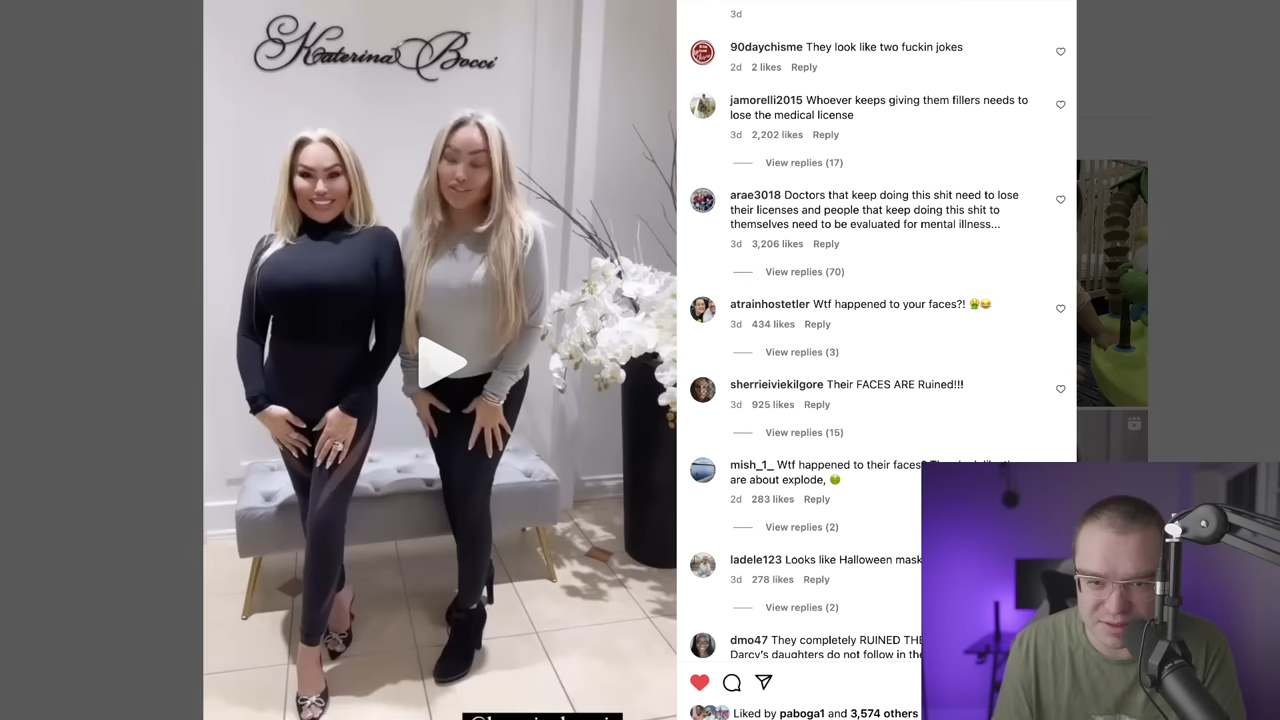 Katerina Bocci
3d
90daychisme They look like two fuckin jokes
2d 2 likes Reply
jamorelli2015 Whoever keeps giving them fillers needs to
lose the medical license
3d 2,202 likes Reply
View replies (17)
arae3018 Doctors that keep doing this shit need to lose
their licenses and people that keep doing this shit to
themselves need to be evaluated for mental illness...
3d 3,206 likes Reply
View replies (70)
atrainhostetler Wtf happened to your faces?! 🤮😂
3d 434 likes Reply
View replies (3)
sherrieiviekilgore Their FACES ARE Ruined!!!
3d 925 likes Reply
View replies (15)
mish_1_ Wtf happened to their faces?
are about explode, 🤢
2d 283 likes Reply
View replies (2)
ladele123 Looks like Halloween mask
3d 278 likes Reply
View replies (2)
dmo47 They completely RUINED THE
Darcy's daughters do not follow in the
Liked by paboga1 and 3,574 others